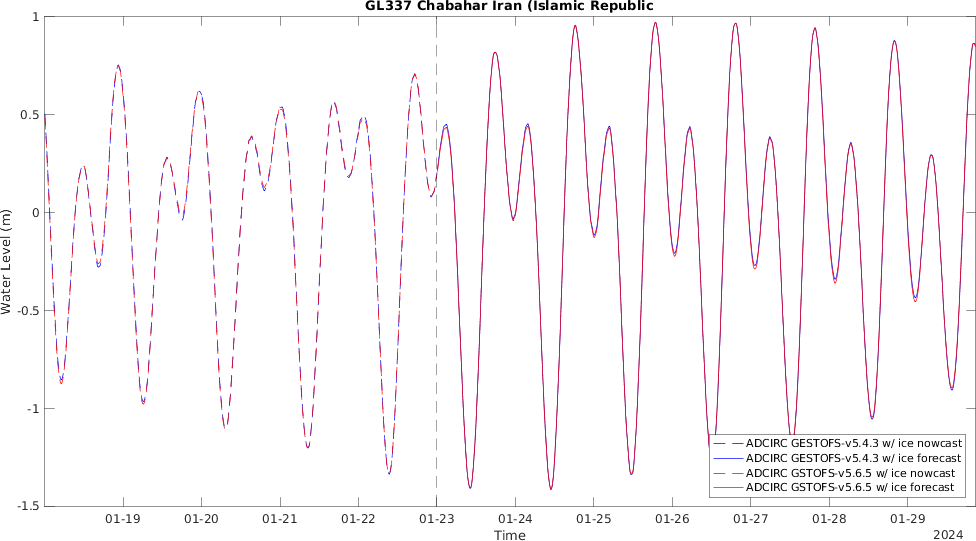 GL337 Chabahar Iran (Islamic Republic
1
0.5
0
-0.5
-1
-1.5
Water Level (m)
ADCIRC GESTOFS-v5.4.3 w/ ice nowcast
ADCIRC GESTOFS-v5.4.3 w/ ice forecast
ADCIRC GSTOFS-v5.6.5 w/ ice nowcast
ADCIRC GSTOFS-v5.6.5 w/ ice forecast
01-19 01-20 01-21 01-22 01-23 01-24 01-25 01-26 01-27 01-28 01-29
Time
2024